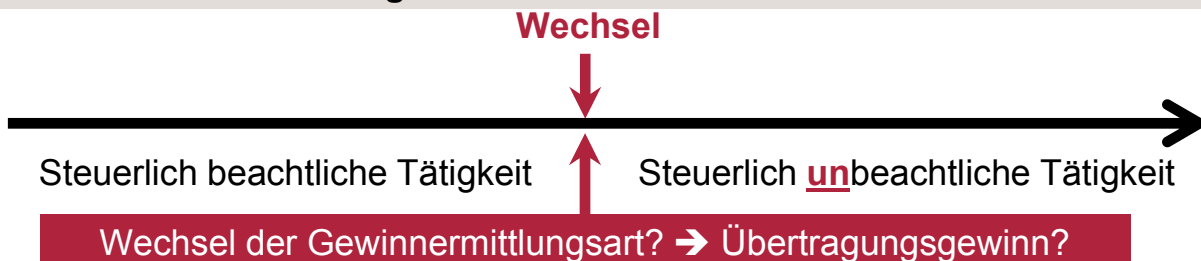 Wechsel
Steuerlich beachtliche Tätigkeit Steuerlich unbeachtliche Tätigkeit
Wechsel der Gewinnermittlungsart? ➔ Übertragungsgewinn?